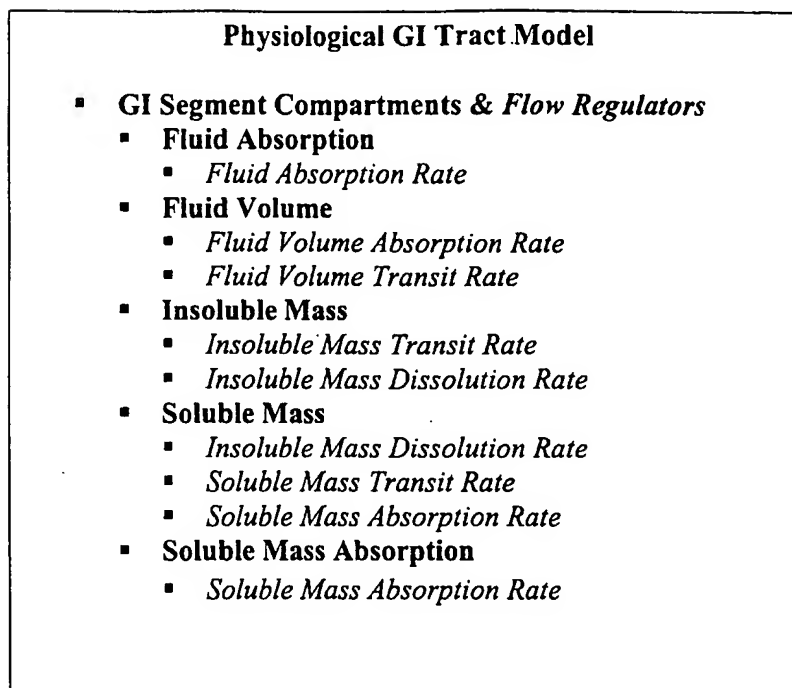 Physiological GI Tract Model
▪ GI Segment Compartments & Flow Regulators
▪ Fluid Absorption
▪ Fluid Absorption Rate
▪ Fluid Volume
▪ Fluid Volume Absorption Rate
▪ Fluid Volume Transit Rate
▪ Insoluble Mass
▪ Insoluble Mass Transit Rate
▪ Insoluble Mass Dissolution Rate
▪ Soluble Mass
▪ Insoluble Mass Dissolution Rate
▪ Soluble Mass Transit Rate
▪ Soluble Mass Absorption Rate
▪ Soluble Mass Absorption
▪ Soluble Mass Absorption Rate